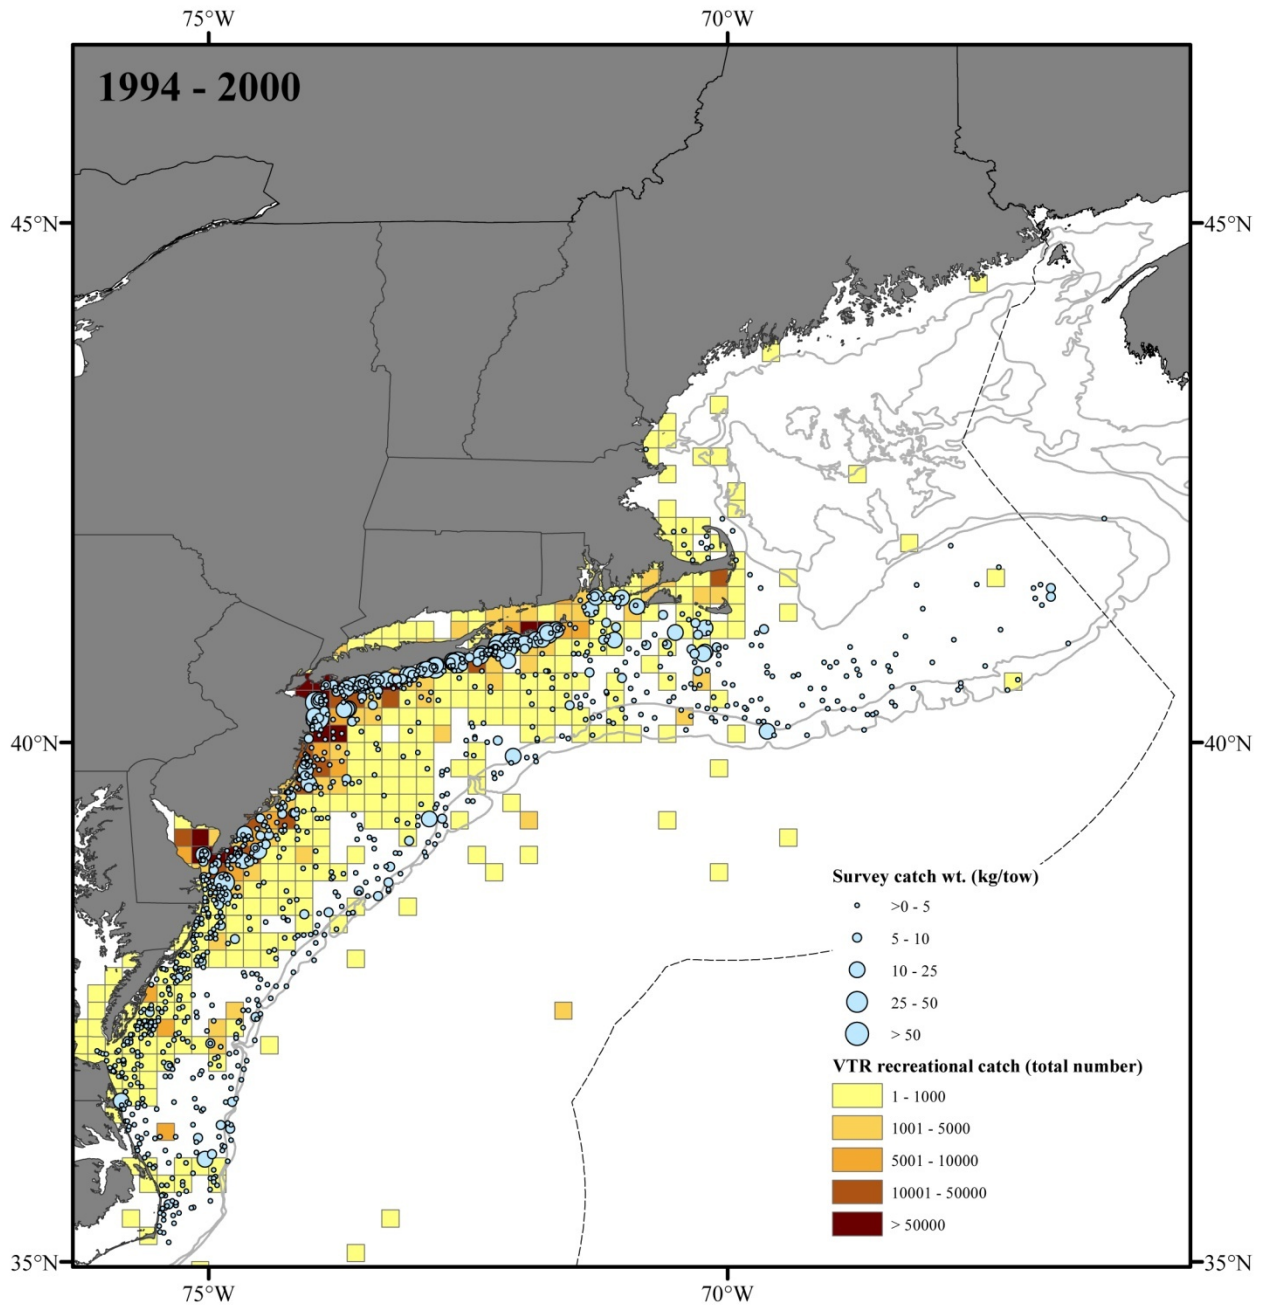 75°W 70°W
1994 - 2000
45°N 45°N
40°N 40°N
Survey catch wt. (kg/tow)
>0 - 5
5 - 10
10 - 25
25 - 50
> 50
VTR recreational catch (total number)
1 - 1000
1001 - 5000
5001 - 10000
10001 - 50000
> 50000
35°N 35°N
75°W 70°W